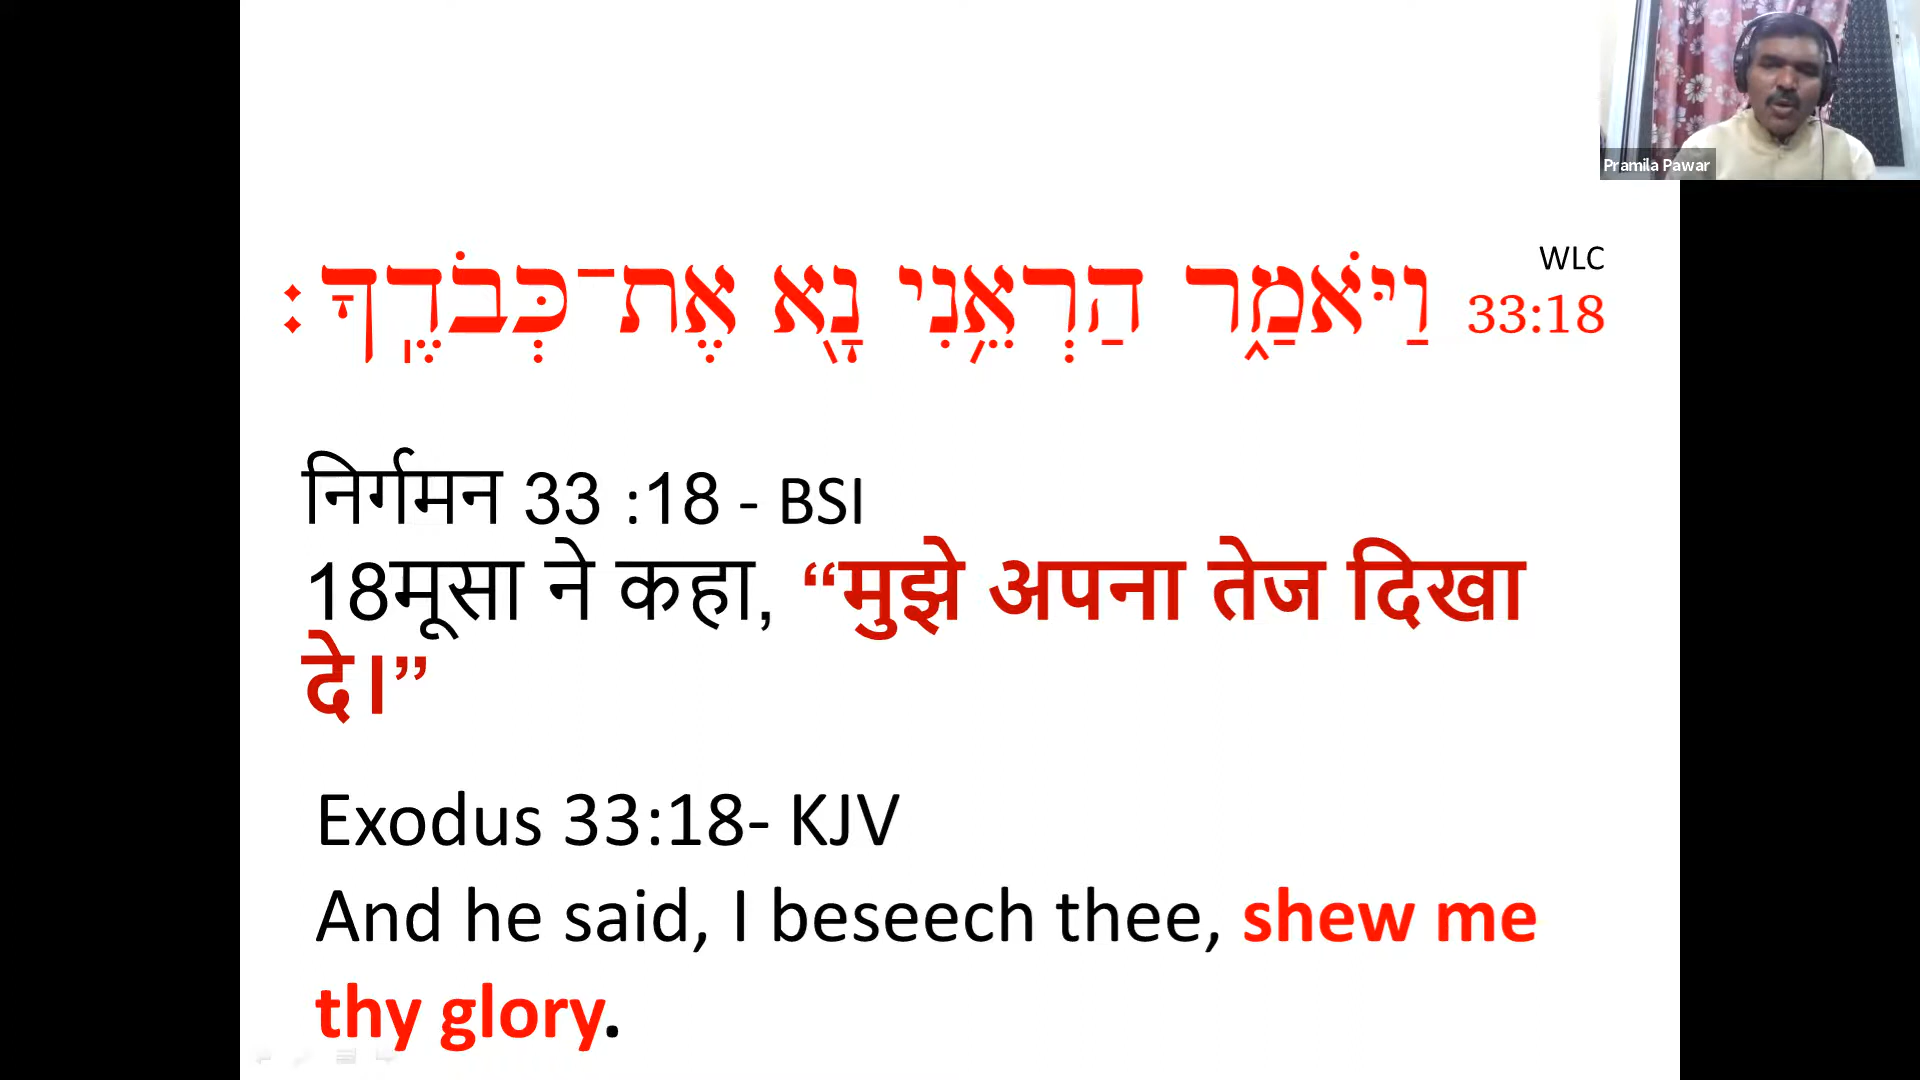 Pramila Pawar
WLC
33:18 וַיֹּאמַ֑ר הַרְאֵ֥נִי נָ֖א אֶת־כְּבֹדֶֽךָ׃
निर्गमन 33 :18 - BSI
18मूसा ने कहा, “मुझे अपना तेज दिखा
दे।”
Exodus 33:18- KJV
And he said, I beseech thee, shew me
thy glory.